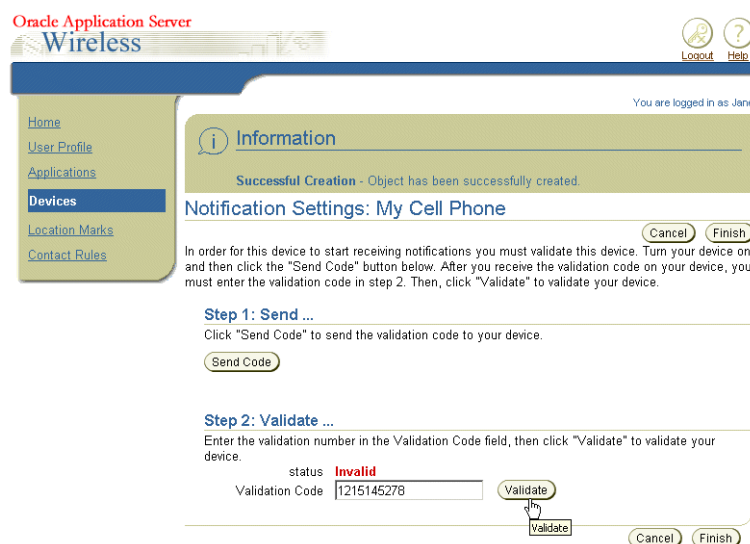 Oracle Application Server
Wireless
Logout Help
You are logged in as Jane
Home
User Profile
Applications
Devices
Location Marks
Contact Rules
i Information
Successful Creation - Object has been successfully created.
Notification Settings: My Cell Phone
Cancel Finish
In order for this device to start receiving notifications you must validate this device. Turn your device on
and then click the "Send Code" button below. After you receive the validation code on your device, you
must enter the validation code in step 2. Then, click "Validate" to validate your device.
Step 1: Send ...
Click "Send Code" to send the validation code to your device.
Send Code
Step 2: Validate ...
Enter the validation number in the Validation Code field, then click "Validate" to validate your
device.
status Invalid
Validation Code 1215145278 Validate
Validate
Cancel Finish